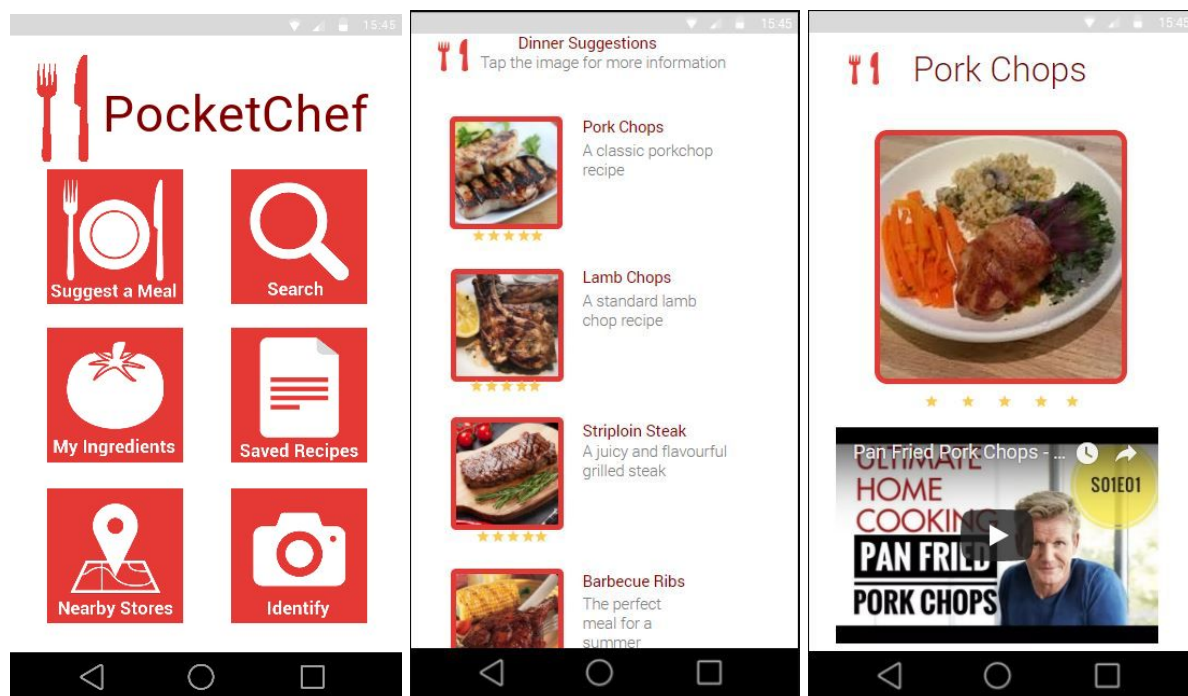 15:45
PocketChef
Suggest a Meal
Search
My Ingredients
Saved Recipes
Nearby Stores
Identify
15:45
Dinner Suggestions
Tap the image for more information
Pork Chops
A classic porkchop
recipe
Lamb Chops
A standard lamb
chop recipe
Striploin Steak
A juicy and flavourful
grilled steak
Barbecue Ribs
The perfect
meal for a
summer
15:45
Pork Chops
Pan Fried Pork Chops - ...
ULTIMATE
HOME
COOKING
PAN FRIED
PORK CHOPS
S01E01